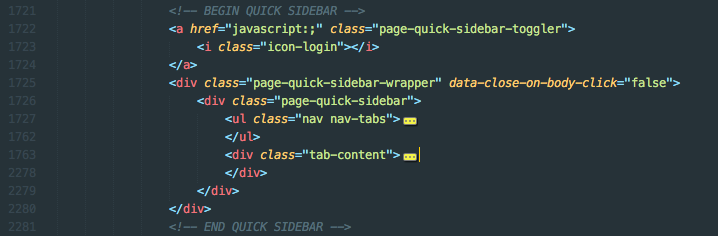 1721 <!-- BEGIN QUICK SIDEBAR -->
1722 <a href="javascript:;" class="page-quick-sidebar-toggler">
1723 <i class="icon-login"></i>
1724 </a>
1725 <div class="page-quick-sidebar-wrapper" data-close-on-body-click="false">
1726 <div class="page-quick-sidebar">
1727 <ul class="nav nav-tabs">…
1762 </ul>
1763 <div class="tab-content">…
2278 </div>
2279 </div>
2280 </div>
2281 <!-- END QUICK SIDEBAR -->